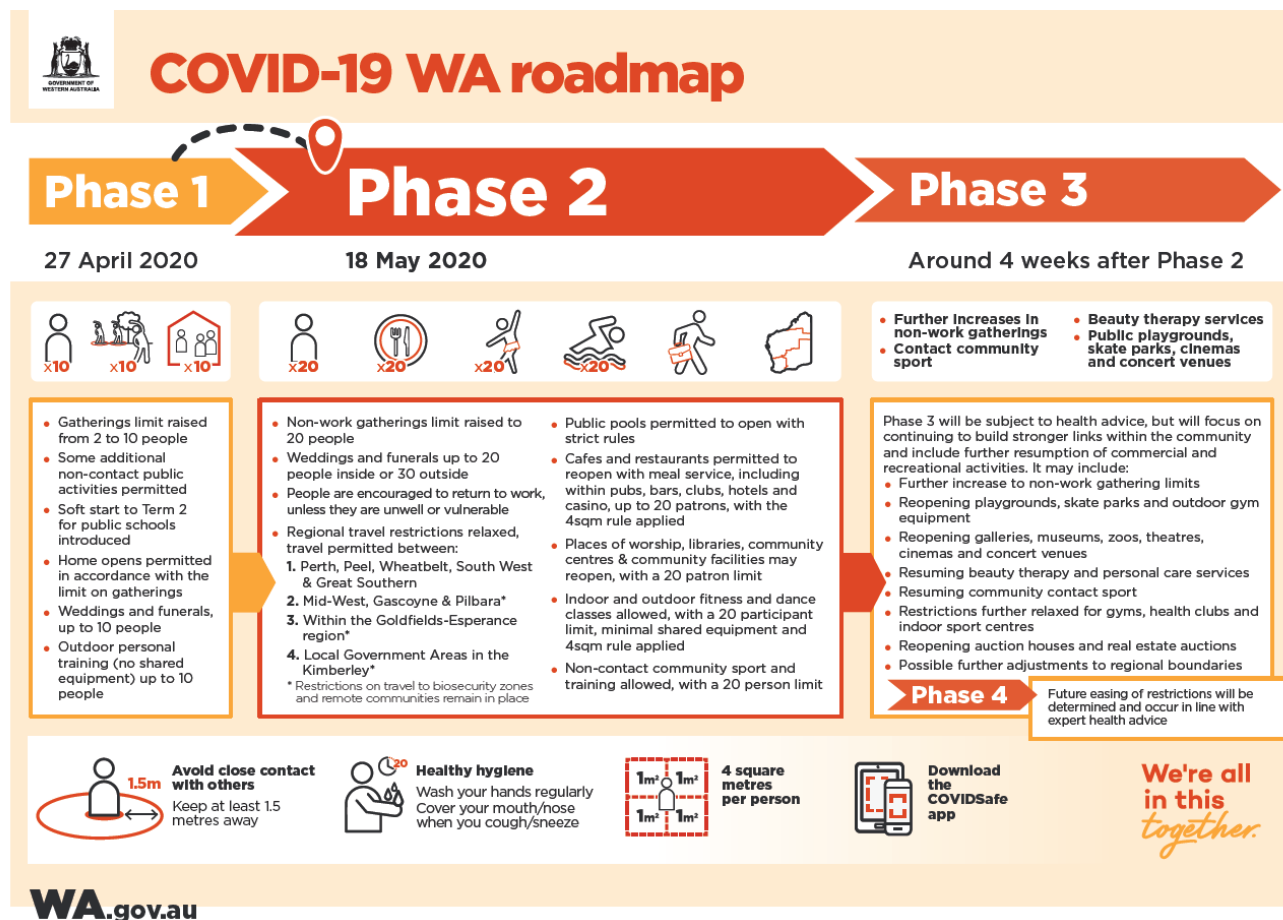 GOVERNMENT OF
WESTERN AUSTRALIA
COVID-19 WA roadmap
Phase 1
Phase 2
Phase 3
27 April 2020
18 May 2020
Around 4 weeks after Phase 2
x10
x10
x10
x20
x20
x20
x20
• Further increases in
non-work gatherings
• Contact community
sport
• Beauty therapy services
• Public playgrounds,
skate parks, cinemas
and concert venues
• Gatherings limit raised
from 2 to 10 people
• Some additional
non-contact public
activities permitted
• Soft start to Term 2
for public schools
introduced
• Home opens permitted
in accordance with the
limit on gatherings
• Weddings and funerals,
up to 10 people
• Outdoor personal
training (no shared
equipment) up to 10
people
• Non-work gatherings limit raised to
20 people
• Weddings and funerals up to 20
people inside or 30 outside
• People are encouraged to return to work,
unless they are unwell or vulnerable
• Regional travel restrictions relaxed,
travel permitted between:
1. Perth, Peel, Wheatbelt, South West
& Great Southern
2. Mid-West, Gascoyne & Pilbara*
3. Within the Goldfields-Esperance
region*
4. Local Government Areas in the
Kimberley*
* Restrictions on travel to biosecurity zones
and remote communities remain in place
• Public pools permitted to open with
strict rules
• Cafes and restaurants permitted to
reopen with meal service, including
within pubs, bars, clubs, hotels and
casino, up to 20 patrons, with the
4sqm rule applied
• Places of worship, libraries, community
centres & community facilities may
reopen, with a 20 patron limit
• Indoor and outdoor fitness and dance
classes allowed, with a 20 participant
limit, minimal shared equipment and
4sqm rule applied
• Non-contact community sport and
training allowed, with a 20 person limit
Phase 3 will be subject to health advice, but will focus on
continuing to build stronger links within the community
and include further resumption of commercial and
recreational activities. It may include:
• Further increase to non-work gathering limits
• Reopening playgrounds, skate parks and outdoor gym
equipment
• Reopening galleries, museums, zoos, theatres,
cinemas and concert venues
• Resuming beauty therapy and personal care services
• Resuming community contact sport
• Restrictions further relaxed for gyms, health clubs and
indoor sport centres
• Reopening auction houses and real estate auctions
• Possible further adjustments to regional boundaries
Phase 4
Future easing of restrictions will be
determined and occur in line with
expert health advice
1.5m
Avoid close contact
with others
Keep at least 1.5
metres away
20
Healthy hygiene
Wash your hands regularly
Cover your mouth/nose
when you cough/sneeze
1m² 1m²
1m² 1m²
4 square
metres
per person
Download
the
COVIDSafe
app
We're all
in this
together.
WA.gov.au